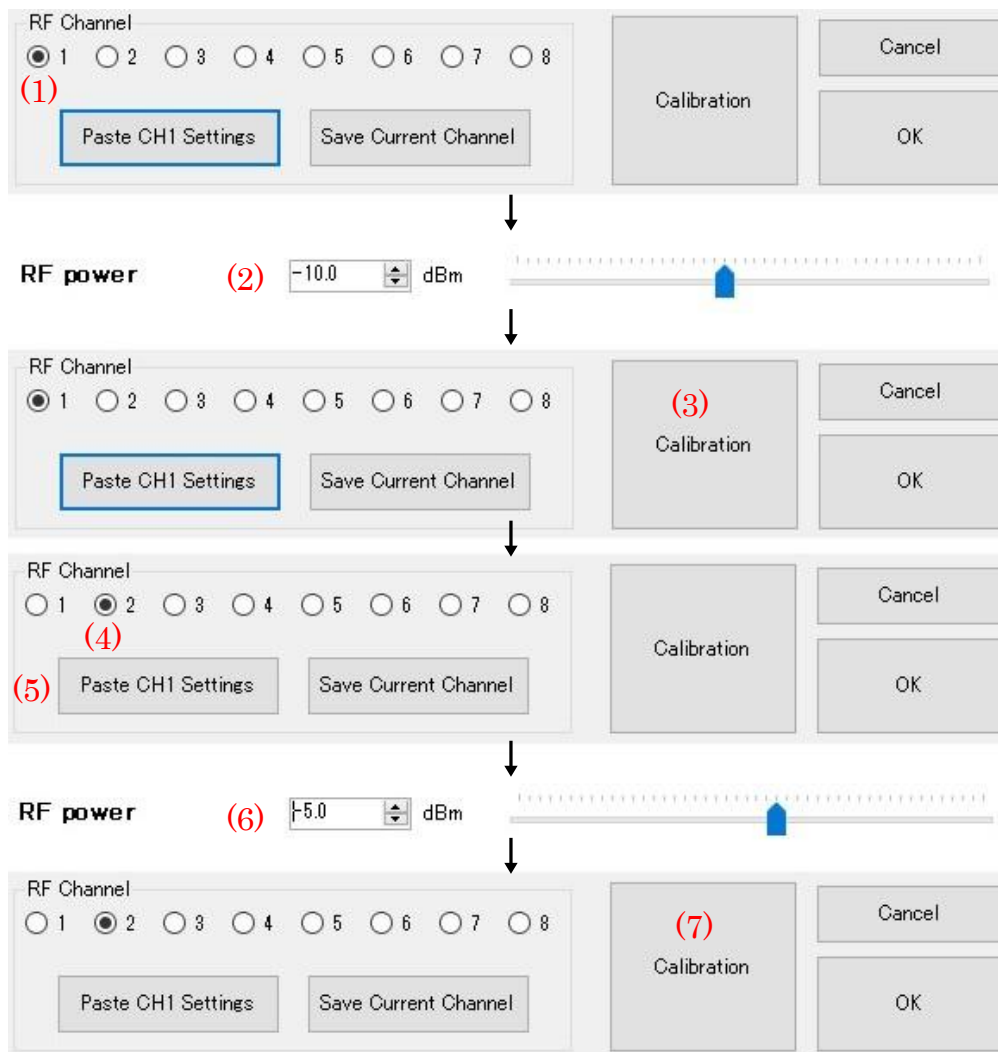 RF Channel
1 2 3 4 5 6 7 8
Cancel
(1)
Calibration
Paste CH1 Settings Save Current Channel
OK
RF power (2) -10.0 dBm
RF Channel
1 2 3 4 5 6 7 8
(3)
Cancel
Calibration
Paste CH1 Settings Save Current Channel
OK
RF Channel
1 2 3 4 5 6 7 8
Cancel
(4)
Calibration
(5) Paste CH1 Settings Save Current Channel
OK
RF power (6) -5.0 dBm
RF Channel
1 2 3 4 5 6 7 8
(7)
Cancel
Calibration
Paste CH1 Settings Save Current Channel
OK